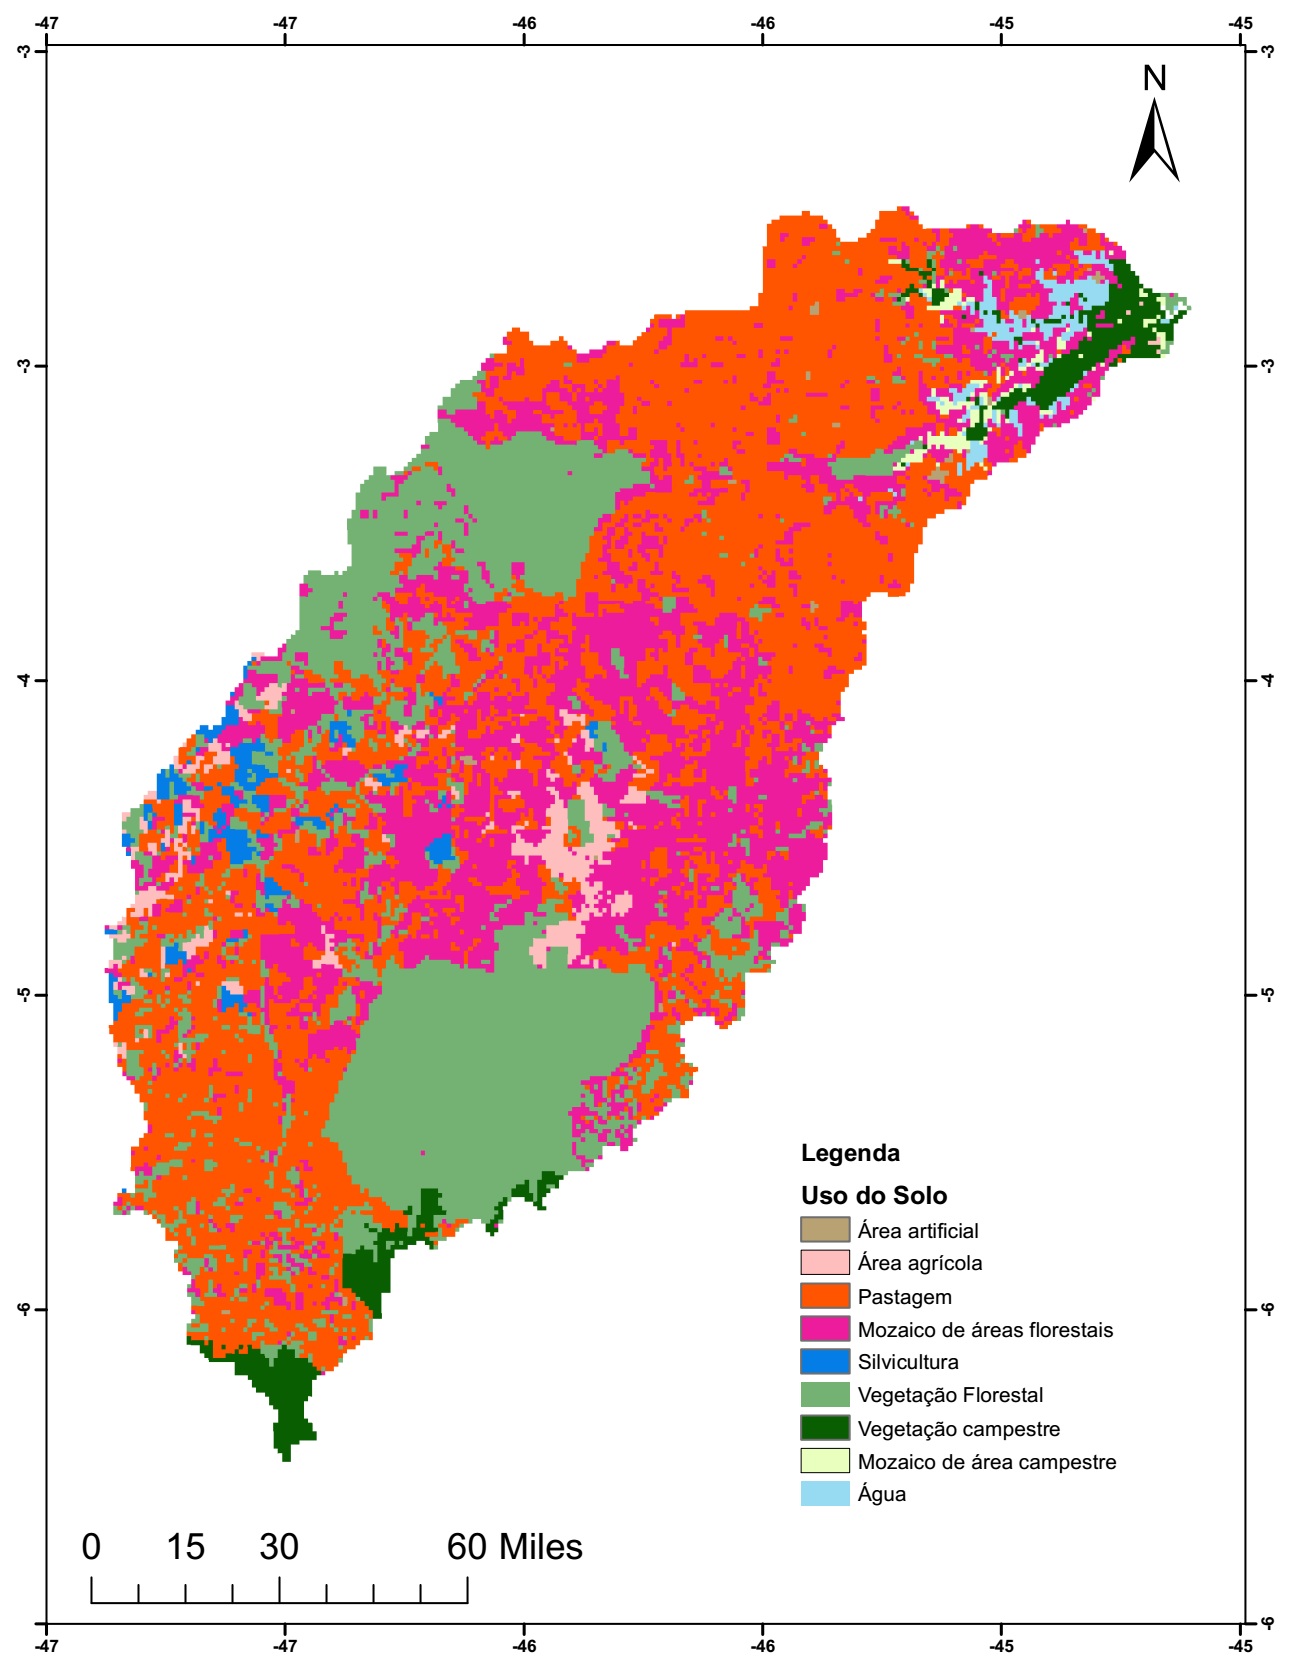 -47 -47 -46 -46 -45 -45
-3 -3
N
-3 -3
-4 -4
-5 -5
Legenda
Uso do Solo
Área artificial
Área agrícola
Pastagem
-6 -6
Mozaico de áreas florestais
Silvicultura
Vegetação Florestal
Vegetação campestre
Mozaico de área campestre
Água
0 15 30 60 Miles
-6
-47 -47 -46 -46 -45 -45